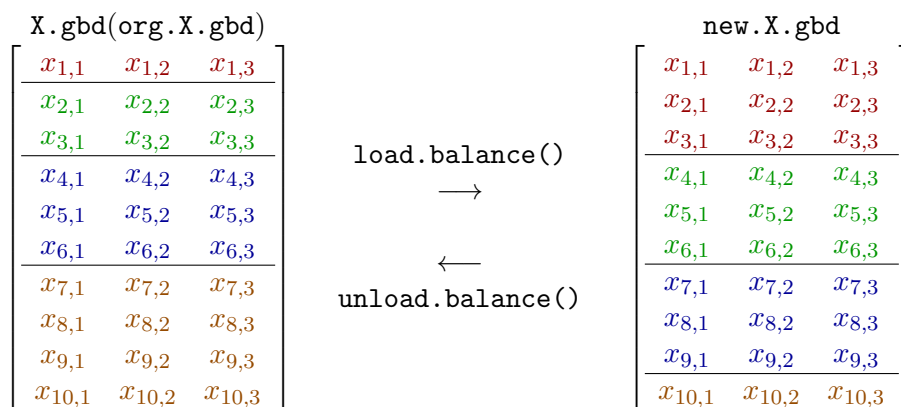 X.gbd(org.X.gbd)
x1,1 x1,2 x1,3
x2,1 x2,2 x2,3
x3,1 x3,2 x3,3
x4,1 x4,2 x4,3
x5,1 x5,2 x5,3
x6,1 x6,2 x6,3
x7,1 x7,2 x7,3
x8,1 x8,2 x8,3
x9,1 x9,2 x9,3
x10,1 x10,2 x10,3
load.balance()
⟶
⟵
unload.balance()
new.X.gbd
x1,1 x1,2 x1,3
x2,1 x2,2 x2,3
x3,1 x3,2 x3,3
x4,1 x4,2 x4,3
x5,1 x5,2 x5,3
x6,1 x6,2 x6,3
x7,1 x7,2 x7,3
x8,1 x8,2 x8,3
x9,1 x9,2 x9,3
x10,1 x10,2 x10,3